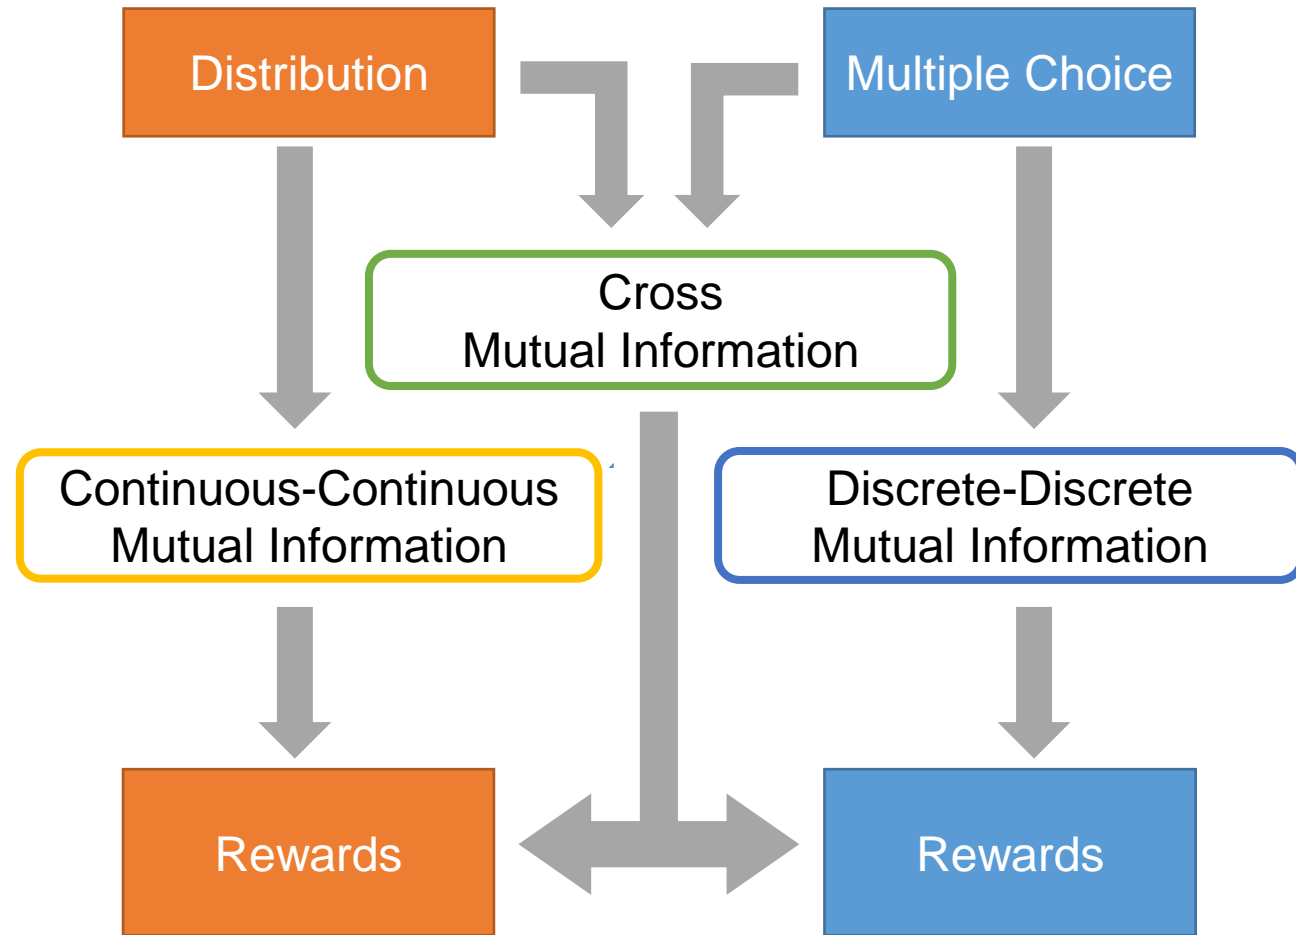 Distribution
Multiple Choice
Cross
Mutual Information
Continuous-Continuous
Mutual Information
Discrete-Discrete
Mutual Information
Rewards
Rewards